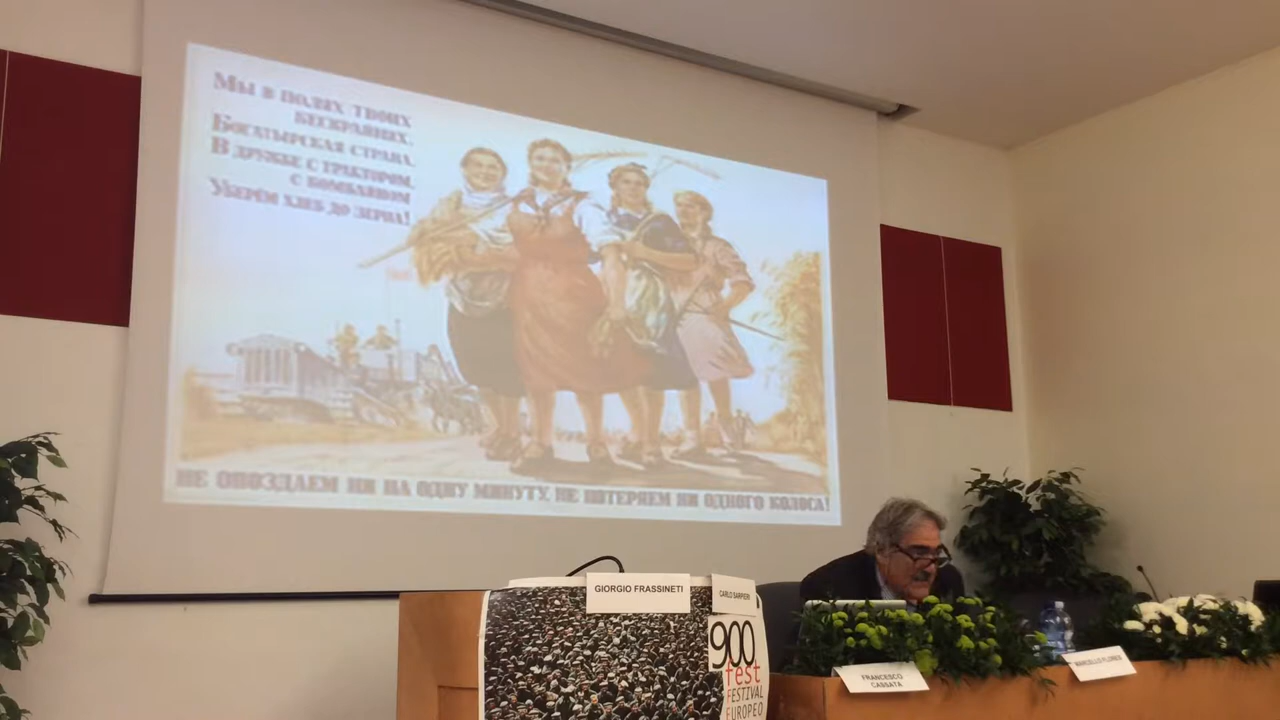 Мы в полях твоих
бескрайних,
Богатырская страна,
В дружбе с трактором,
с комбайном
Уберём хлеб до зерна!
НЕ ОПОЗДАЕМ НИ НА ОДНУ МИНУТУ, НЕ ПОТЕРЯЕМ НИ ОДНОГО КОЛОСА!
GIORGIO FRASSINETI
CARLO SARPIERI
900
fest
FESTIVAL
EUROPEO
FRANCESCO
CASSATA
MARCELLO FLORES